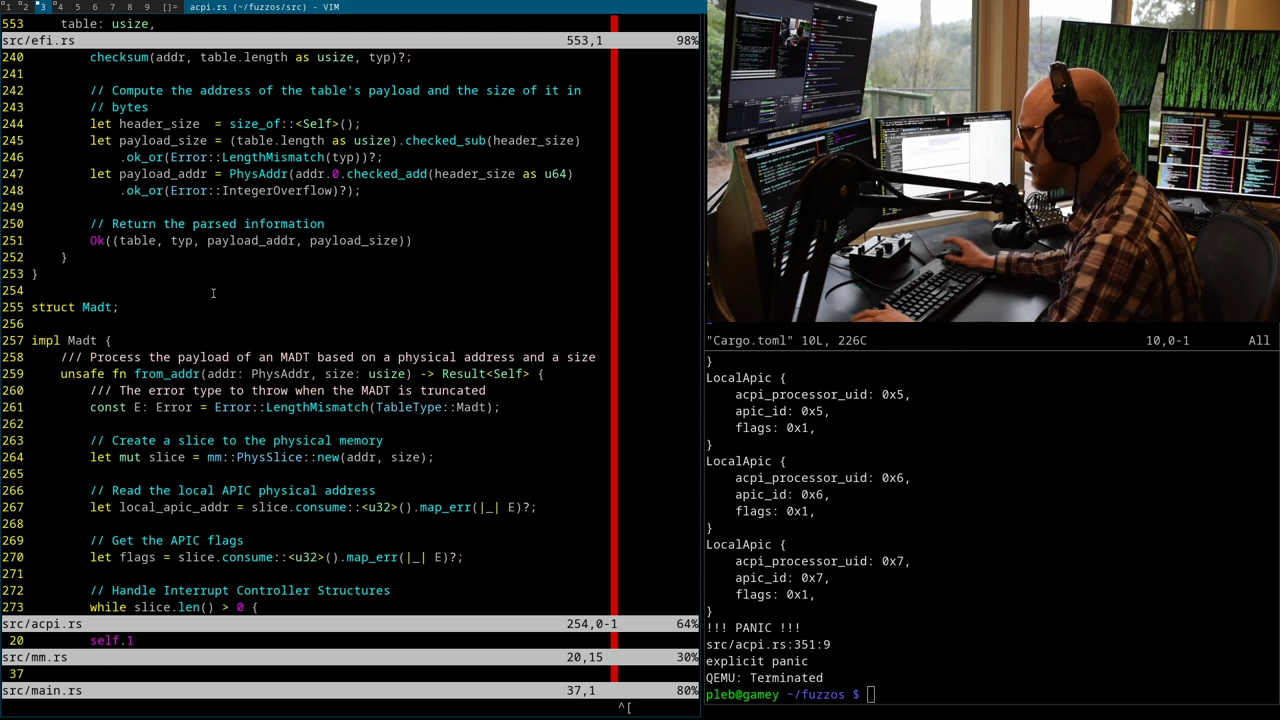 1 2 3 4 5 6 7 8 9 []= acpi.rs (~/fuzzos/src) - VIM
553     table: usize,
src/efi.rs 553,1 98%
240         checksum(addr, table.length as usize, typ)?;
241
242         // Compute the address of the table's payload and the size of it in
243         // bytes
244         let header_size  = size_of::<Self>();
245         let payload_size = (table.length as usize).checked_sub(header_size)
246             .ok_or(Error::LengthMismatch(typ))?;
247         let payload_addr = PhysAddr(addr.0.checked_add(header_size as u64)
248             .ok_or(Error::IntegerOverflow)?);
249
250         // Return the parsed information
251         Ok((table, typ, payload_addr, payload_size))
252     }
253 }
254
255 struct Madt;
256
257 impl Madt {
258     /// Process the payload of an MADT based on a physical address and a size
259     unsafe fn from_addr(addr: PhysAddr, size: usize) -> Result<Self> {
260         /// The error type to throw when the MADT is truncated
261         const E: Error = Error::LengthMismatch(TableType::Madt);
262
263         // Create a slice to the physical memory
264         let mut slice = mm::PhysSlice::new(addr, size);
265
266         // Read the local APIC physical address
267         let local_apic_addr = slice.consume::<u32>().map_err(|_| E)?;
268
269         // Get the APIC flags
270         let flags = slice.consume::<u32>().map_err(|_| E)?;
271
272         // Handle Interrupt Controller Structures
273         while slice.len() > 0 {
src/acpi.rs 254,0-1 64%
20         self.1
src/mm.rs 20,15 30%
37
src/main.rs 37,1 80%
^[
"Cargo.toml" 10L, 226C 10,0-1 All
}
LocalApic {
    acpi_processor_uid: 0x5,
    apic_id: 0x5,
    flags: 0x1,
}
LocalApic {
    acpi_processor_uid: 0x6,
    apic_id: 0x6,
    flags: 0x1,
}
LocalApic {
    acpi_processor_uid: 0x7,
    apic_id: 0x7,
    flags: 0x1,
}
!!! PANIC !!!
src/acpi.rs:351:9
explicit panic
QEMU: Terminated
pleb@gamey ~/fuzzos $